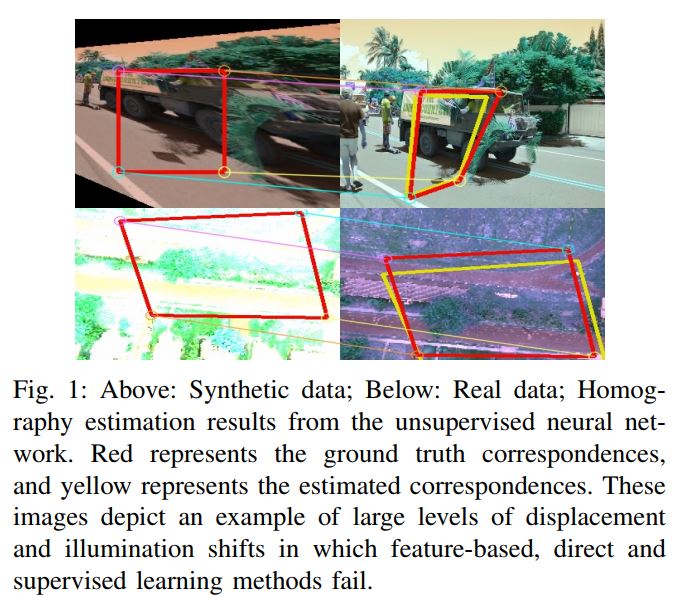 Fig. 1: Above: Synthetic data; Below: Real data; Homog-
raphy estimation results from the unsupervised neural net-
work. Red represents the ground truth correspondences,
and yellow represents the estimated correspondences. These
images depict an example of large levels of displacement
and illumination shifts in which feature-based, direct and
supervised learning methods fail.